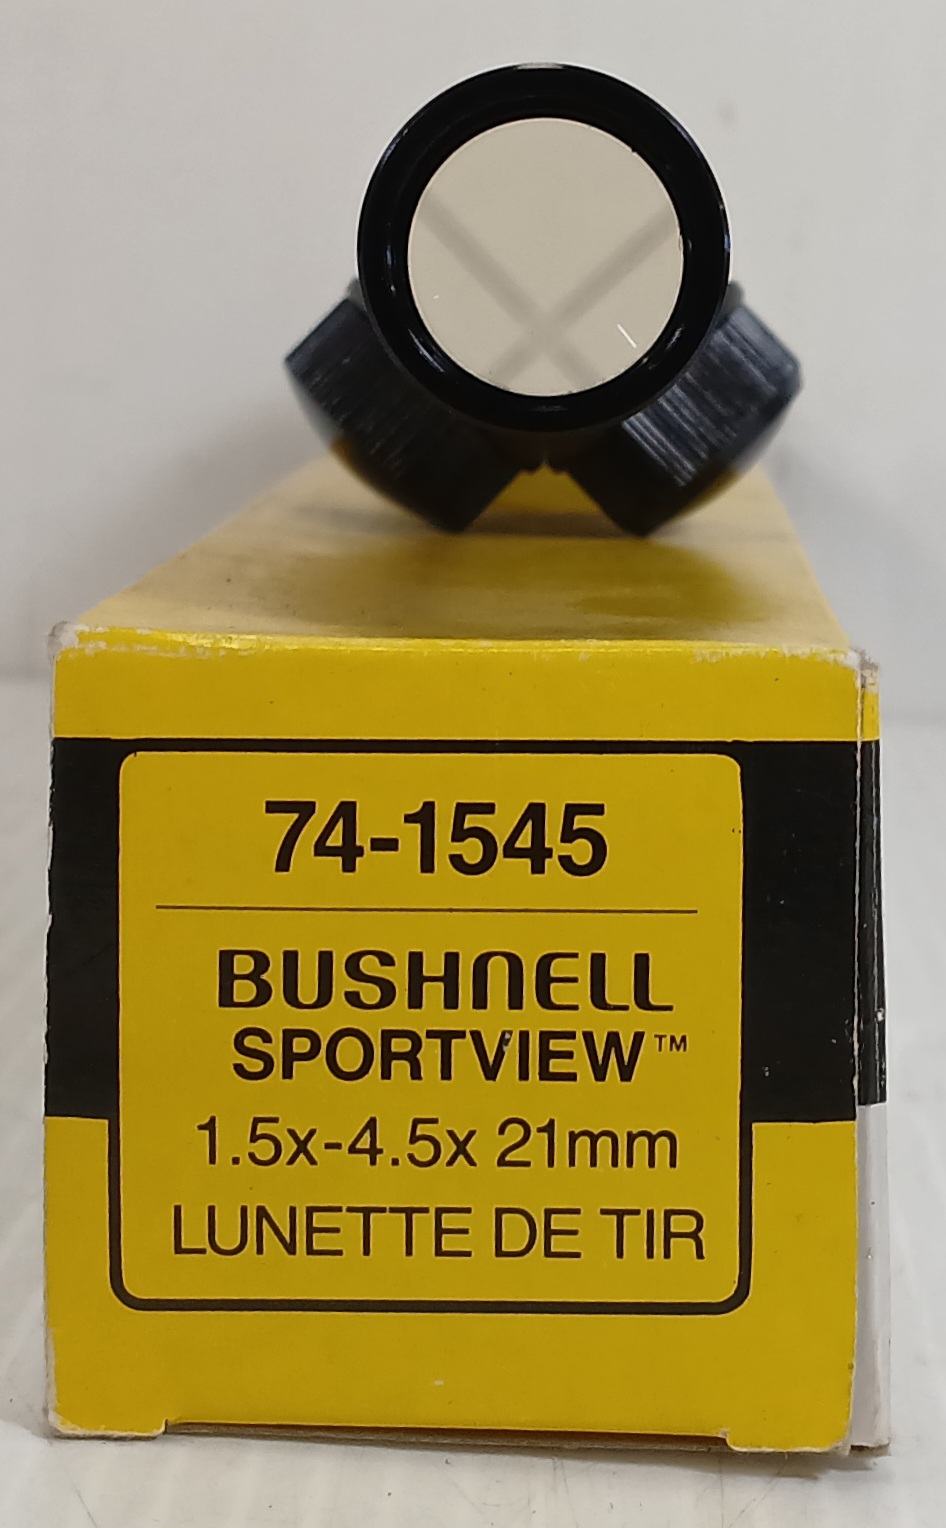 74-1545
BUSHNELL
SPORTVIEW™
1.5x-4.5x 21mm
LUNETTE DE TIR